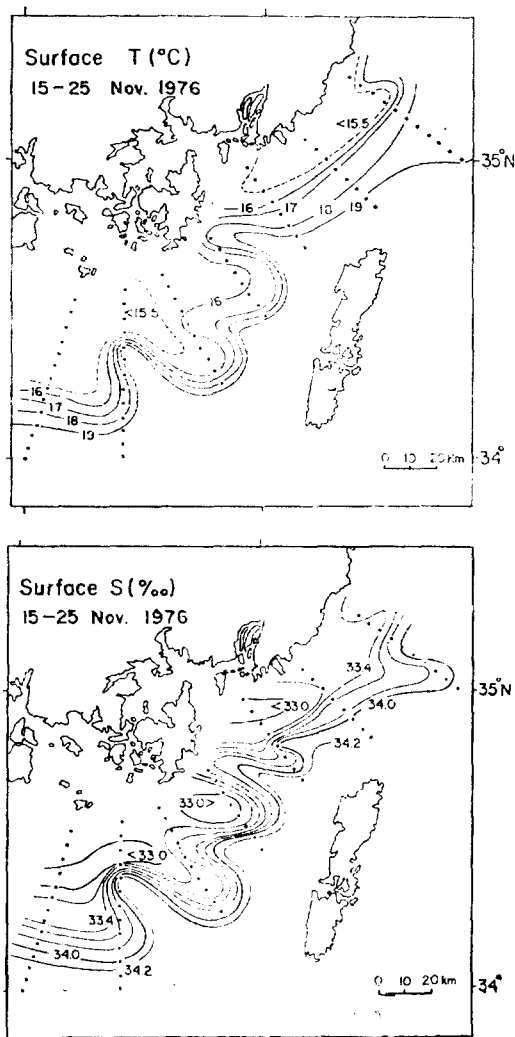 Surface T (°C)
15-25 Nov. 1976
<15.5
35°N
16
17
18
19
16
<15.5
16
17
18
19
0 10 20 Km
34°
Surface S (‰)
15-25 Nov. 1976
33.4
<33.0
35°N
34.0
34.2
33.0>
<33.0
33.4
34.0
34.2
0 10 20 km
34°